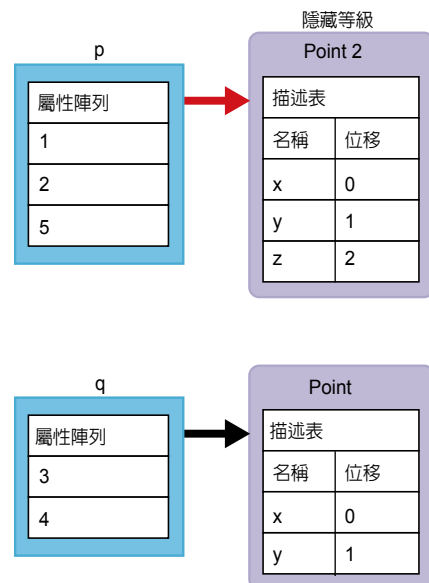 隱藏等級
p
Point 2
屬性陣列
1
2
5
描述表
名稱 位移
x 0
y 1
z 2
q
Point
屬性陣列
3
4
描述表
名稱 位移
x 0
y 1